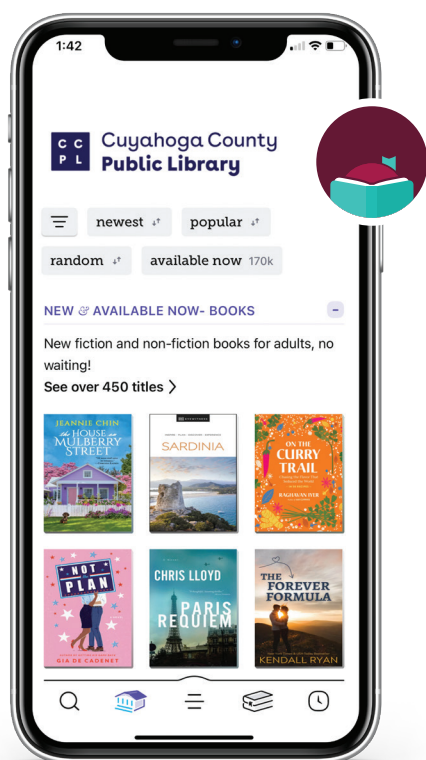 1:42
C C
P L
Cuyahoga County
Public Library
newest
popular
random
available now 170k
NEW & AVAILABLE NOW- BOOKS
New fiction and non-fiction books for adults, no
waiting!
See over 450 titles
JEANNIE CHIN
the HOUSE on
MULBERRY
STREET
SARDINIA
ON THE
CURRY
TRAIL
RAGHAVAN IYER
NOT
THE
PLAN
GIA DE CADENET
CHRIS LLOYD
PARIS
REQUIEM
THE
FOREVER
FORMULA
KENDALL RYAN